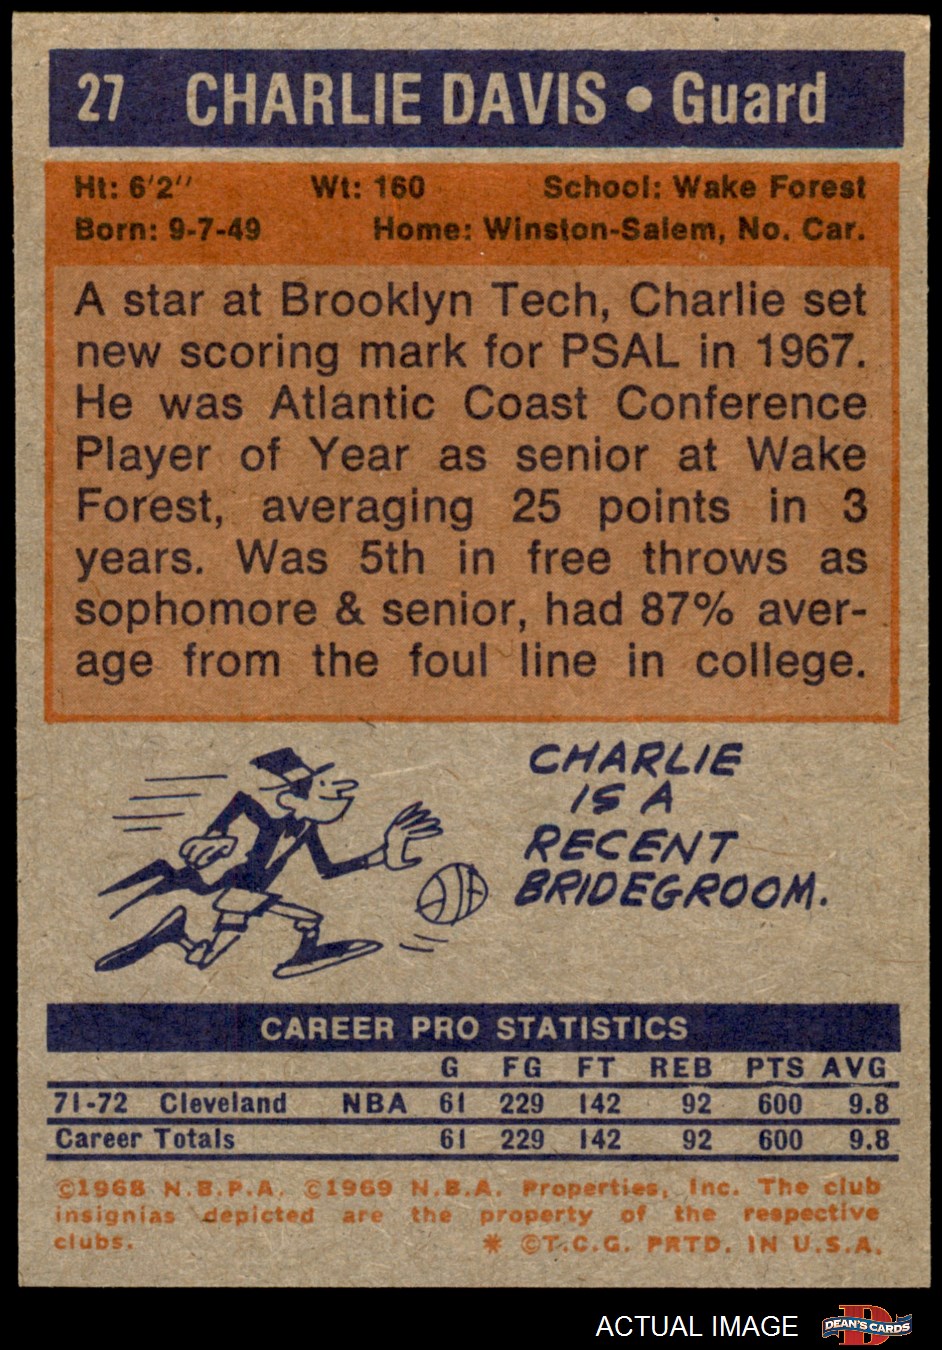 27 CHARLIE DAVIS • Guard
Ht: 6'2'' Wt: 160 School: Wake Forest
Born: 9-7-49 Home: Winston-Salem, No. Car.
A star at Brooklyn Tech, Charlie set
new scoring mark for PSAL in 1967.
He was Atlantic Coast Conference
Player of Year as senior at Wake
Forest, averaging 25 points in 3
years. Was 5th in free throws as
sophomore & senior, had 87% aver-
age from the foul line in college.
CHARLIE
IS A
RECENT
BRIDEGROOM.
CAREER PRO STATISTICS
G FG FT REB PTS AVG
71-72 Cleveland NBA 61 229 142 92 600 9.8
Career Totals 61 229 142 92 600 9.8
©1968 N.B.P.A. ©1969 N.B.A. Properties, Inc. The club
insignias depicted are the property of the respective
clubs. * ©T.C.G. PRTD. IN U.S.A.
ACTUAL IMAGE D DEAN'S CARDS